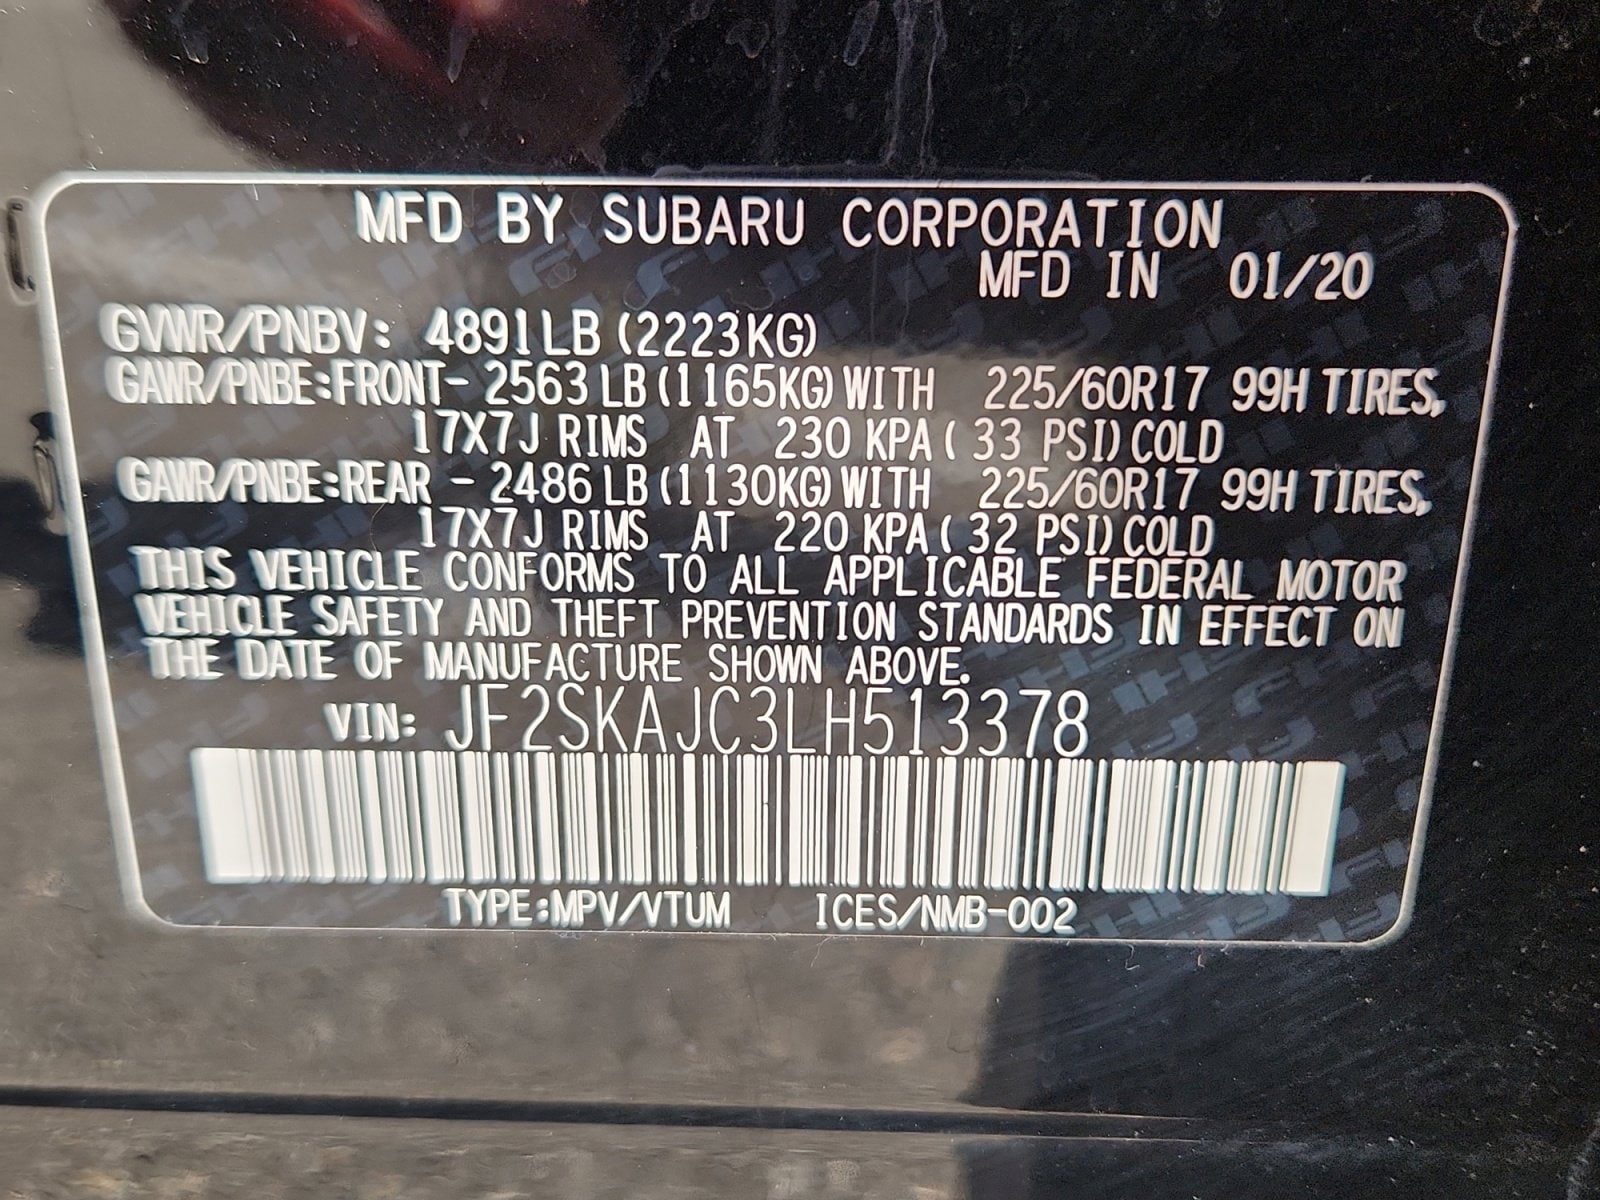 MFD BY SUBARU CORPORATION
MFD IN 01/20
GVWR/PNBV: 4891LB (2223KG)
GAWR/PNBE:FRONT- 2563 LB (1165KG) WITH 225/60R17 99H TIRES,
17X7J RIMS AT 230 KPA ( 33 PSI) COLD
GAWR/PNBE:REAR - 2486 LB (1130KG) WITH 225/60R17 99H TIRES,
17X7J RIMS AT 220 KPA ( 32 PSI) COLD
THIS VEHICLE CONFORMS TO ALL APPLICABLE FEDERAL MOTOR
VEHICLE SAFETY AND THEFT PREVENTION STANDARDS IN EFFECT ON
THE DATE OF MANUFACTURE SHOWN ABOVE.
VIN: JF2SKAJC3LH513378
TYPE:MPV/VTUM ICES/NMB-002